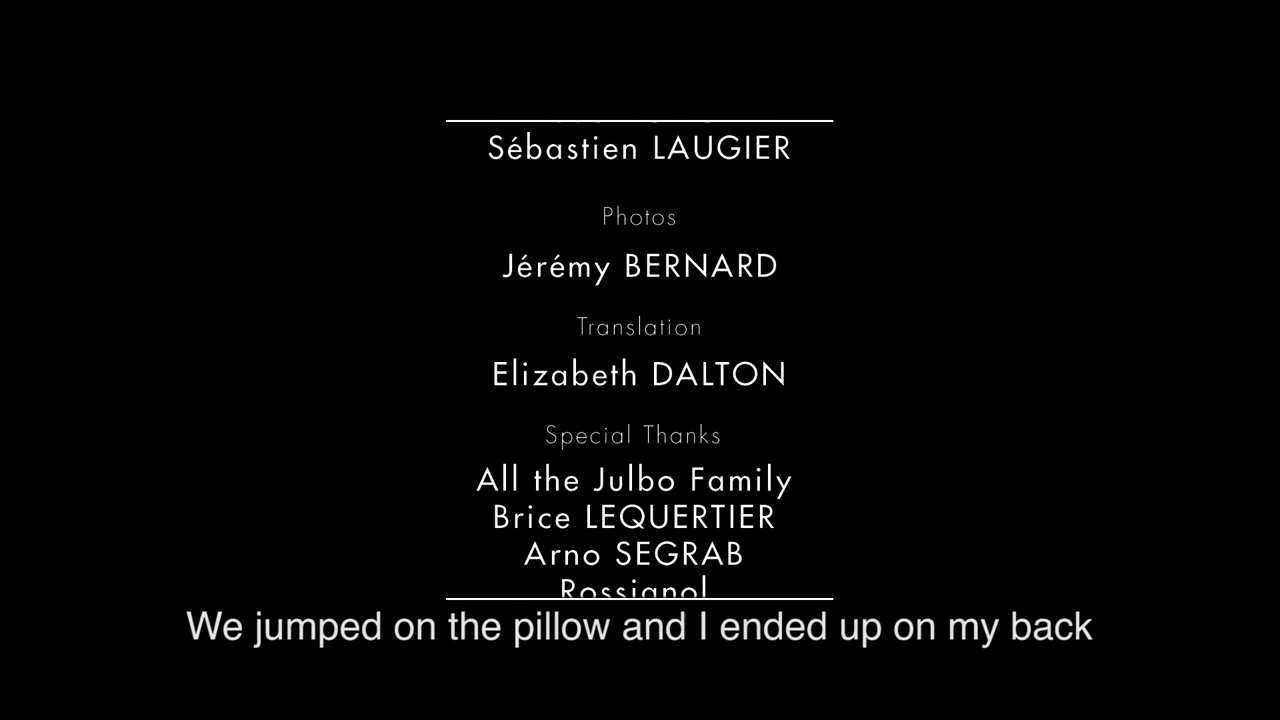 Sébastien LAUGIER
Photos
Jérémy BERNARD
Translation
Elizabeth DALTON
Special Thanks
All the Julbo Family
Brice LEQUERTIER
Arno SEGRAB
Rossignol
We jumped on the pillow and I ended up on my back